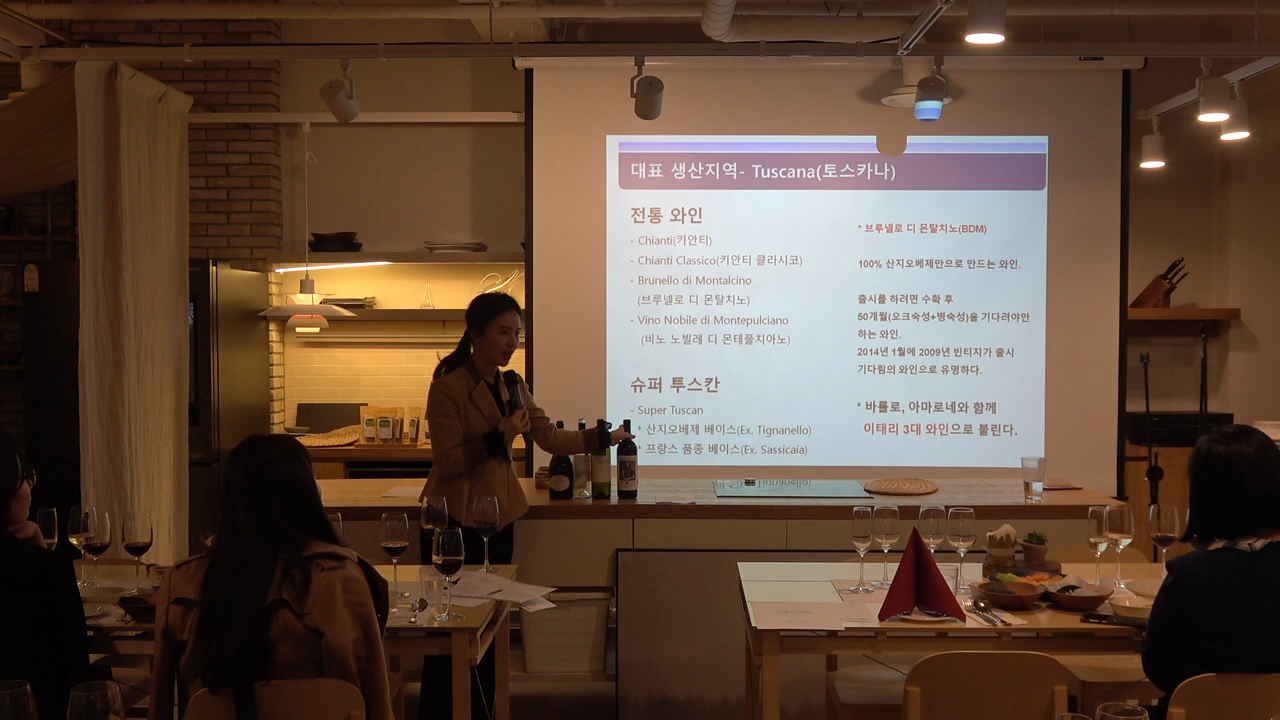 대표 생산지역- Tuscana(토스카나)
전통 와인
- Chianti(키안티)
- Chianti Classico(키안티 클라시코)
- Brunello di Montalcino
(브루넬로 디 몬탈치노)
- Vino Nobile di Montepulciano
(비노 노빌레 디 몬테풀치아노)
슈퍼 투스칸
- Super Tuscan
* 산지오베제 베이스(Ex. Tignanello)
* 프랑스 품종 베이스(Ex. Sassicaia)
* 브루넬로 디 몬탈치노(BDM)
100% 산지오베제만으로 만드는 와인.
출시를 하려면 수확 후
50개월(오크숙성+병숙성)을 기다려야만
하는 와인.
2014년 1월에 2009년 빈티지가 출시
기다림의 와인으로 유명하다.
* 바롤로, 아마로네와 함께
이태리 3대 와인으로 불린다.